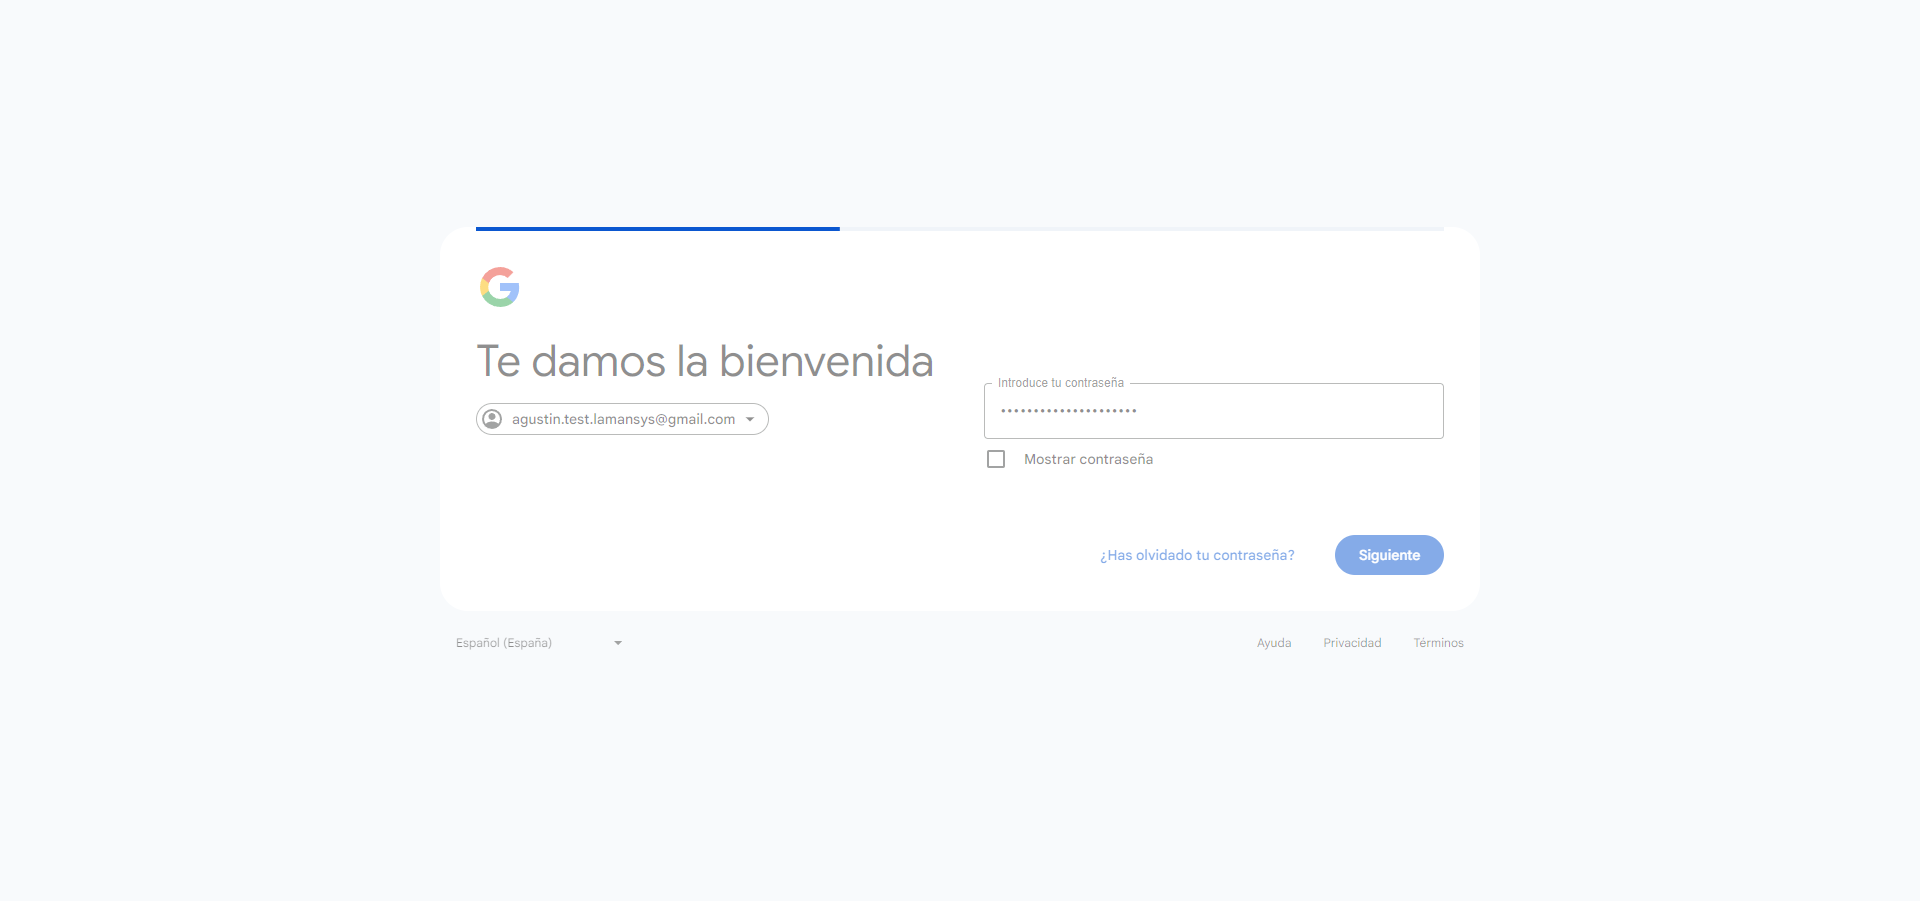 Te damos la bienvenida
agustin.test.lamansys@gmail.com
Introduce tu contraseña
••••••••••••••••••••
Mostrar contraseña
¿Has olvidado tu contraseña?
Siguiente
Español (España)
Ayuda
Privacidad
Términos